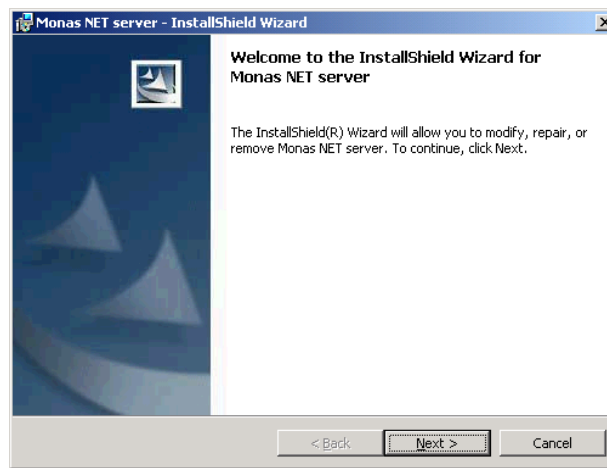 Monas NET server - InstallShield Wizard
Welcome to the InstallShield Wizard for
Monas NET server
The InstallShield(R) Wizard will allow you to modify, repair, or
remove Monas NET server. To continue, click Next.
< Back Next > Cancel